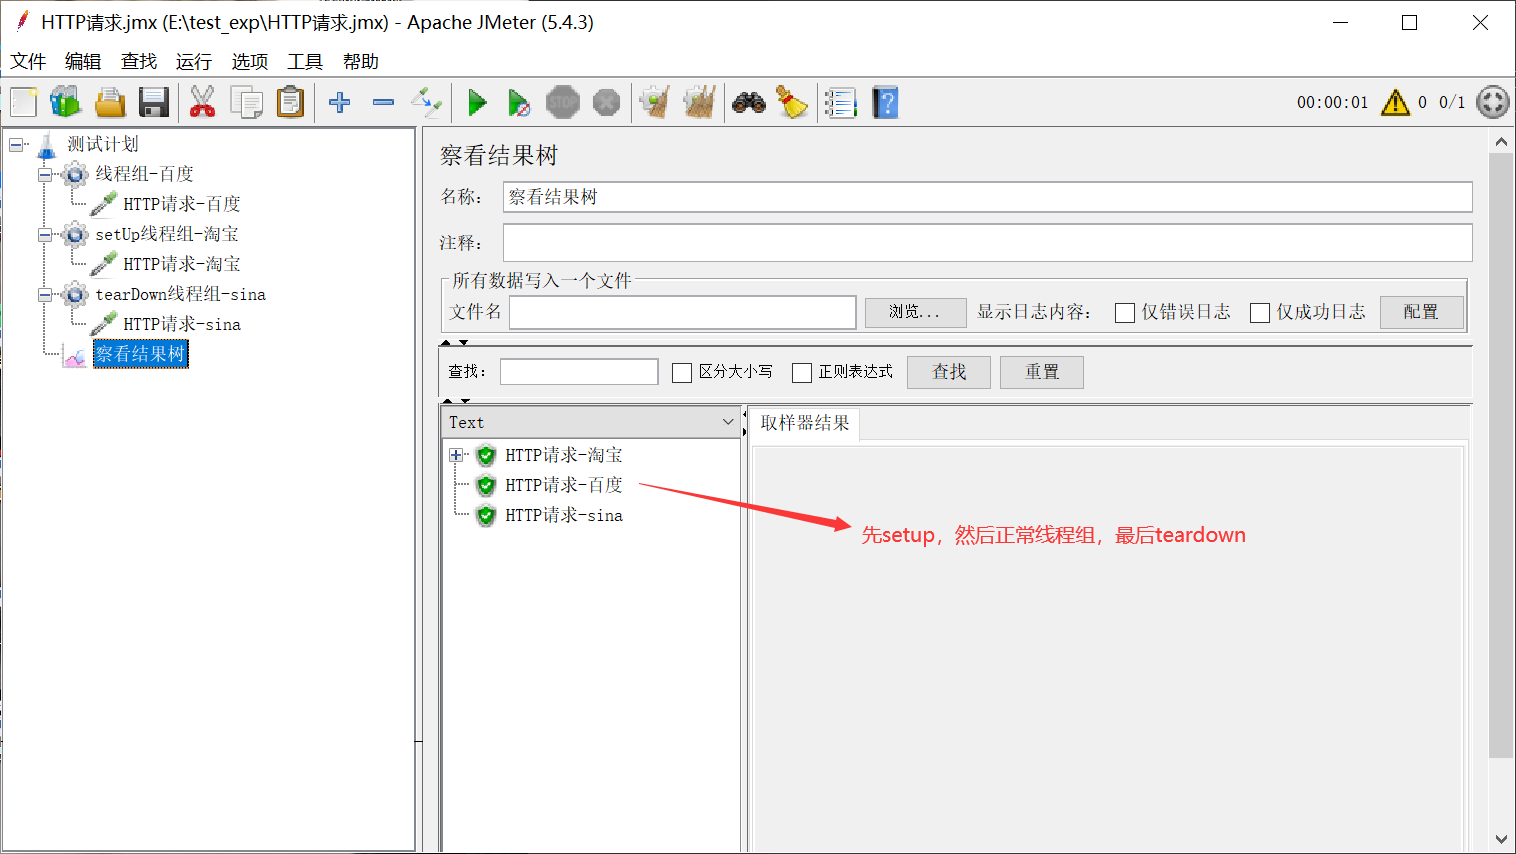 HTTP请求.jmx (E:\test_exp\HTTP请求.jmx) - Apache JMeter (5.4.3)
文件 编辑 查找 运行 选项 工具 帮助
STOP
?
00:00:01 0 0/1
测试计划
线程组-百度
HTTP请求-百度
setUp线程组-淘宝
HTTP请求-淘宝
tearDown线程组-sina
HTTP请求-sina
察看结果树
察看结果树
名称： 察看结果树
注释：
所有数据写入一个文件
文件名 浏览... 显示日志内容： 仅错误日志 仅成功日志 配置
查找： 区分大小写 正则表达式 查找 重置
Text
HTTP请求-淘宝
HTTP请求-百度
HTTP请求-sina
取样器结果
先setup，然后正常线程组，最后teardown